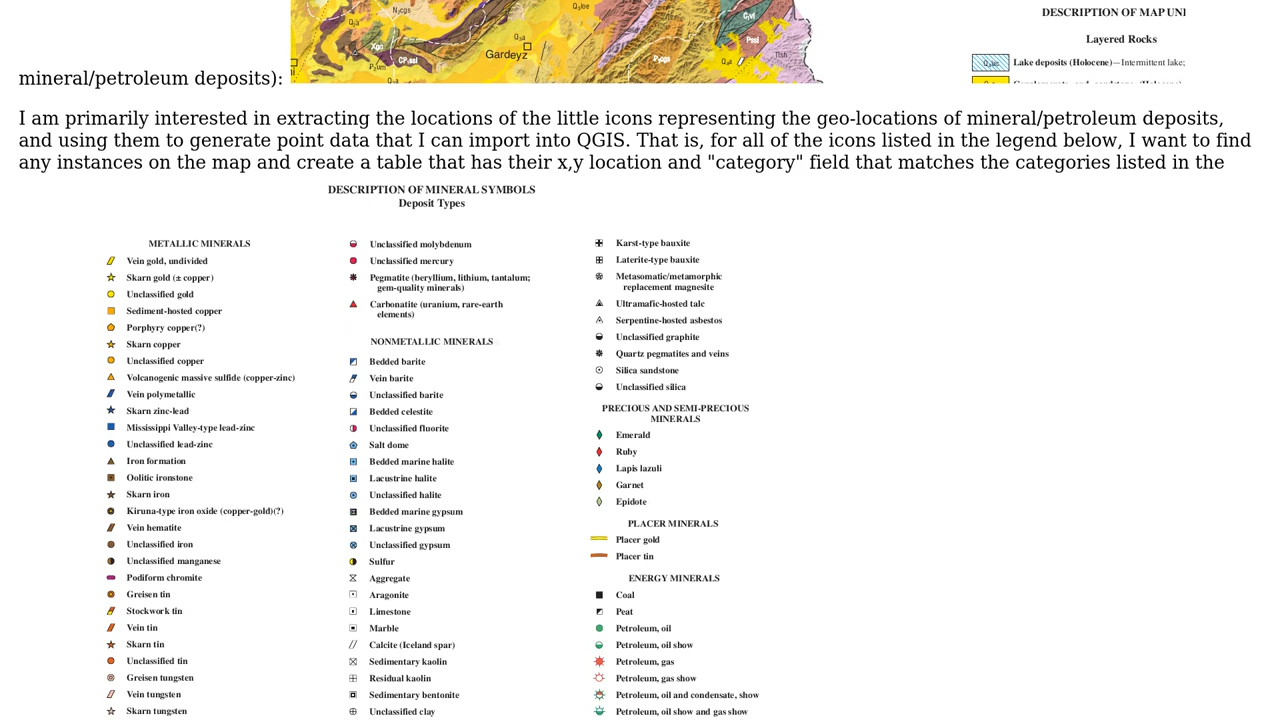 N₂cgs
Q₃loe
Q₃a
Xgn
CPzssl
Gardeyz
C₁vl
Pssl
Q₃₄l
DESCRIPTION OF MAP UNI
Layered Rocks
Lake deposits (Holocene)—Intermittent lake;
mineral/petroleum deposits):
I am primarily interested in extracting the locations of the little icons representing the geo-locations of mineral/petroleum deposits,
and using them to generate point data that I can import into QGIS. That is, for all of the icons listed in the legend below, I want to find
any instances on the map and create a table that has their x,y location and "category" field that matches the categories listed in the
DESCRIPTION OF MINERAL SYMBOLS
Deposit Types
METALLIC MINERALS
Vein gold, undivided
Skarn gold (± copper)
Unclassified gold
Sediment-hosted copper
Porphyry copper(?)
Skarn copper
Unclassified copper
Volcanogenic massive sulfide (copper-zinc)
Vein polymetallic
Skarn zinc-lead
Mississippi Valley-type lead-zinc
Unclassified lead-zinc
Iron formation
Oolitic ironstone
Skarn iron
Kiruna-type iron oxide (copper-gold)(?)
Vein hematite
Unclassified iron
Unclassified manganese
Podiform chromite
Greisen tin
Stockwork tin
Vein tin
Skarn tin
Unclassified tin
Greisen tungsten
Vein tungsten
Skarn tungsten
Unclassified molybdenum
Unclassified mercury
Pegmatite (beryllium, lithium, tantalum;
gem-quality minerals)
Carbonatite (uranium, rare-earth
elements)
NONMETALLIC MINERALS
Bedded barite
Vein barite
Unclassified barite
Bedded celestite
Unclassified fluorite
Salt dome
Bedded marine halite
Lacustrine halite
Unclassified halite
Bedded marine gypsum
Lacustrine gypsum
Unclassified gypsum
Sulfur
Aggregate
Aragonite
Limestone
Marble
Calcite (Iceland spar)
Sedimentary kaolin
Residual kaolin
Sedimentary bentonite
Unclassified clay
Karst-type bauxite
Laterite-type bauxite
Metasomatic/metamorphic
replacement magnesite
Ultramafic-hosted talc
Serpentine-hosted asbestos
Unclassified graphite
Quartz pegmatites and veins
Silica sandstone
Unclassified silica
PRECIOUS AND SEMI-PRECIOUS
MINERALS
Emerald
Ruby
Lapis lazuli
Garnet
Epidote
PLACER MINERALS
Placer gold
Placer tin
ENERGY MINERALS
Coal
Peat
Petroleum, oil
Petroleum, oil show
Petroleum, gas
Petroleum, gas show
Petroleum, oil and condensate, show
Petroleum, oil show and gas show